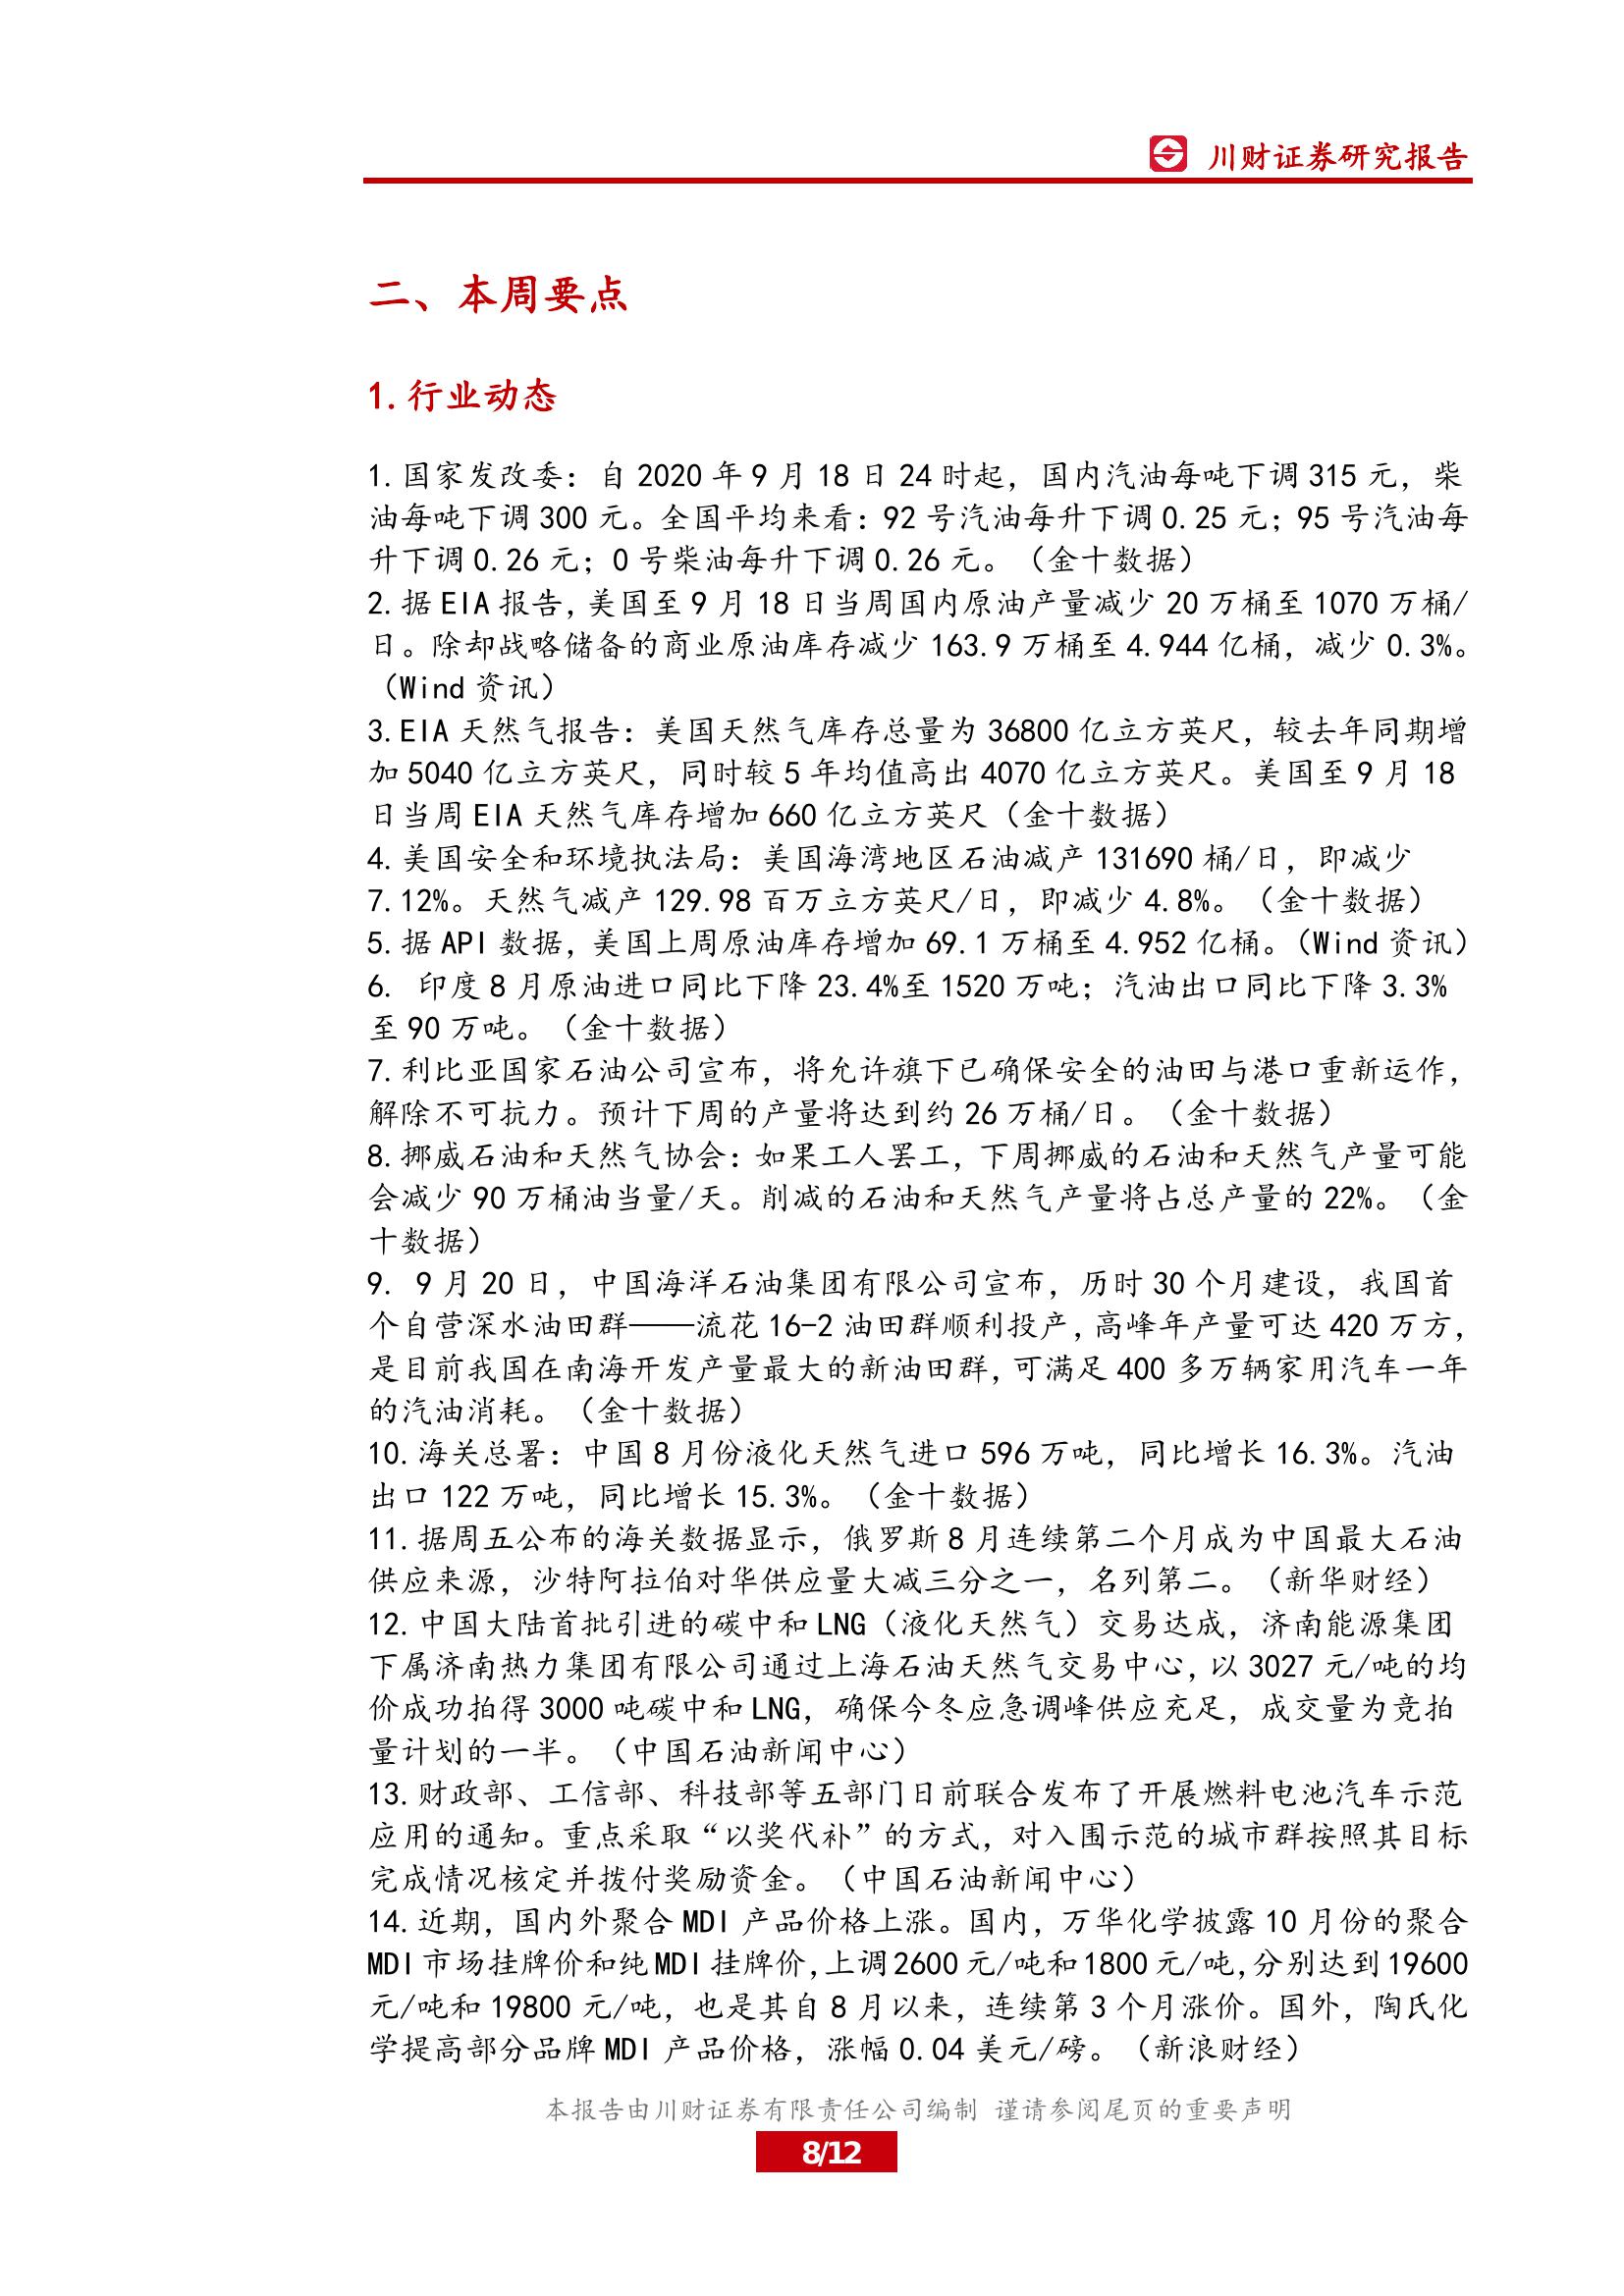 川财证券研究报告
二、本周要点
1.行业动态
1.国家发改委：自 2020 年 9 月 18 日 24 时起，国内汽油每吨下调 315 元，柴
油每吨下调 300 元。全国平均来看：92 号汽油每升下调 0.25 元；95 号汽油每
升下调 0.26 元；0 号柴油每升下调 0.26 元。（金十数据）
2.据 EIA 报告，美国至 9 月 18 日当周国内原油产量减少 20 万桶至 1070 万桶/
日。除却战略储备的商业原油库存减少 163.9 万桶至 4.944 亿桶，减少 0.3%。
（Wind 资讯）
3.EIA 天然气报告：美国天然气库存总量为 36800 亿立方英尺，较去年同期增
加 5040 亿立方英尺，同时较 5 年均值高出 4070 亿立方英尺。美国至 9 月 18
日当周 EIA 天然气库存增加 660 亿立方英尺（金十数据）
4.美国安全和环境执法局：美国海湾地区石油减产 131690 桶/日，即减少
7.12%。天然气减产 129.98 百万立方英尺/日，即减少 4.8%。（金十数据）
5.据 API 数据，美国上周原油库存增加 69.1 万桶至 4.952 亿桶。（Wind 资讯）
6. 印度 8 月原油进口同比下降 23.4%至 1520 万吨；汽油出口同比下降 3.3%
至 90 万吨。（金十数据）
7.利比亚国家石油公司宣布，将允许旗下已确保安全的油田与港口重新运作，
解除不可抗力。预计下周的产量将达到约 26 万桶/日。（金十数据）
8.挪威石油和天然气协会：如果工人罢工，下周挪威的石油和天然气产量可能
会减少 90 万桶油当量/天。削减的石油和天然气产量将占总产量的 22%。（金
十数据）
9. 9 月 20 日，中国海洋石油集团有限公司宣布，历时 30 个月建设，我国首
个自营深水油田群——流花 16-2 油田群顺利投产，高峰年产量可达 420 万方，
是目前我国在南海开发产量最大的新油田群，可满足 400 多万辆家用汽车一年
的汽油消耗。（金十数据）
10.海关总署：中国 8 月份液化天然气进口 596 万吨，同比增长 16.3%。汽油
出口 122 万吨，同比增长 15.3%。（金十数据）
11.据周五公布的海关数据显示，俄罗斯 8 月连续第二个月成为中国最大石油
供应来源，沙特阿拉伯对华供应量大减三分之一，名列第二。（新华财经）
12.中国大陆首批引进的碳中和 LNG（液化天然气）交易达成，济南能源集团
下属济南热力集团有限公司通过上海石油天然气交易中心，以 3027 元/吨的均
价成功拍得 3000 吨碳中和 LNG，确保今冬应急调峰供应充足，成交量为竞拍
量计划的一半。（中国石油新闻中心）
13.财政部、工信部、科技部等五部门日前联合发布了开展燃料电池汽车示范
应用的通知。重点采取“以奖代补”的方式，对入围示范的城市群按照其目标
完成情况核定并拨付奖励资金。（中国石油新闻中心）
14.近期，国内外聚合 MDI 产品价格上涨。国内，万华化学披露 10 月份的聚合
MDI 市场挂牌价和纯 MDI 挂牌价，上调 2600 元/吨和 1800 元/吨，分别达到 19600
元/吨和 19800 元/吨，也是其自 8 月以来，连续第 3 个月涨价。国外，陶氏化
学提高部分品牌 MDI 产品价格，涨幅 0.04 美元/磅。（新浪财经）
本报告由川财证券有限责任公司编制 谨请参阅尾页的重要声明
8/12